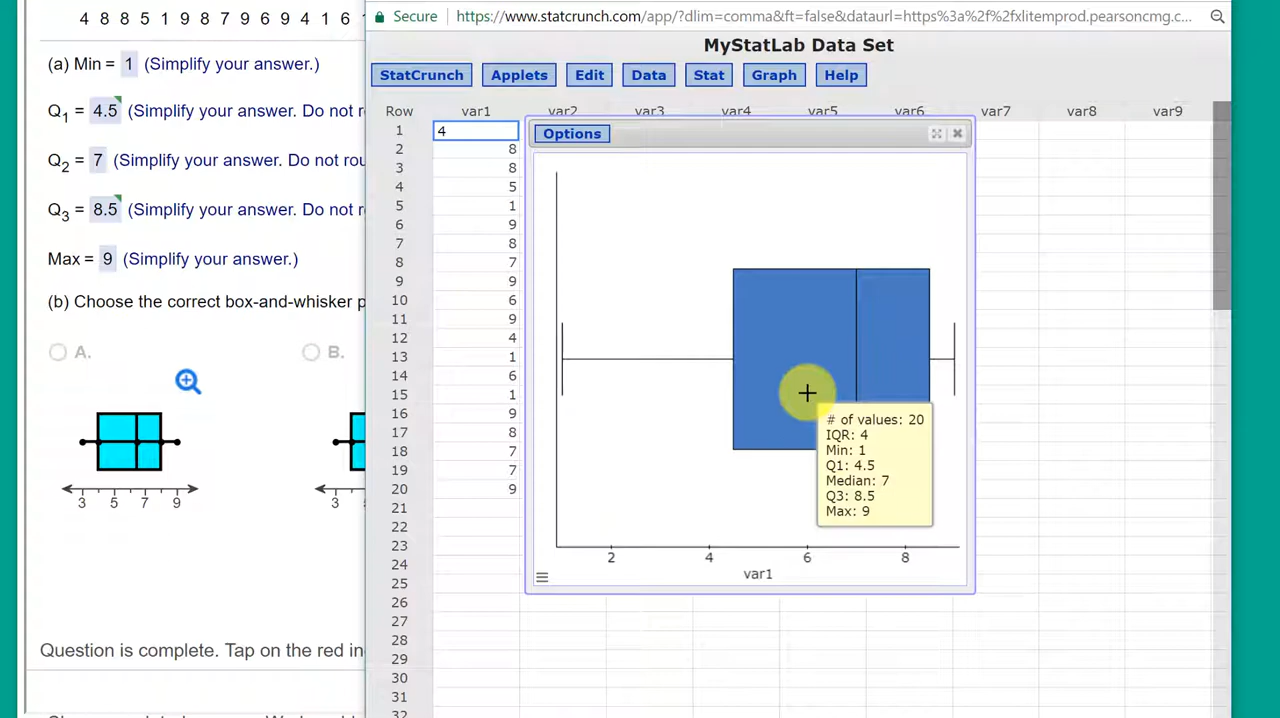 4 8 8 5 1 9 8 7 9 6 9 4 1 6
(a) Min = 1 (Simplify your answer.)
Q1 = 4.5 (Simplify your answer. Do not r
Q2 = 7 (Simplify your answer. Do not rou
Q3 = 8.5 (Simplify your answer. Do not r
Max = 9 (Simplify your answer.)
(b) Choose the correct box-and-whisker p
A.
B.
3 5 7 9
3
Question is complete. Tap on the red in
Secure https://www.statcrunch.com/app/?dlim=comma&ft=false&dataurl=https%3a%2f%2fxlitemprod.pearsoncmg.c...
MyStatLab Data Set
StatCrunch Applets Edit Data Stat Graph Help
Row var1 var2 var3 var4 var5 var6 var7 var8 var9
1 4
2 8
3 8
4 5
5 1
6 9
7 8
8 7
9 9
10 6
11 9
12 4
13 1
14 6
15 1
16 9
17 8
18 7
19 7
20 9
21
22
23
24
25
26
27
28
29
30
31
32
Options
# of values: 20
IQR: 4
Min: 1
Q1: 4.5
Median: 7
Q3: 8.5
Max: 9
2 4 6 8
var1